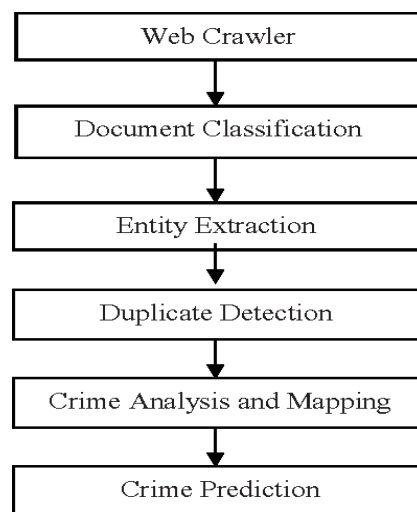 Web Crawler
Document Classification
Entity Extraction
Duplicate Detection
Crime Analysis and Mapping
Crime Prediction